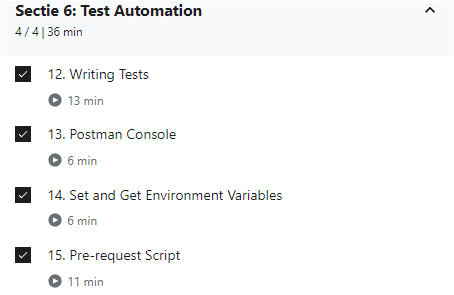 Sectie 6: Test Automation
4 / 4 | 36 min
12. Writing Tests
13 min
13. Postman Console
6 min
14. Set and Get Environment Variables
6 min
15. Pre-request Script
11 min